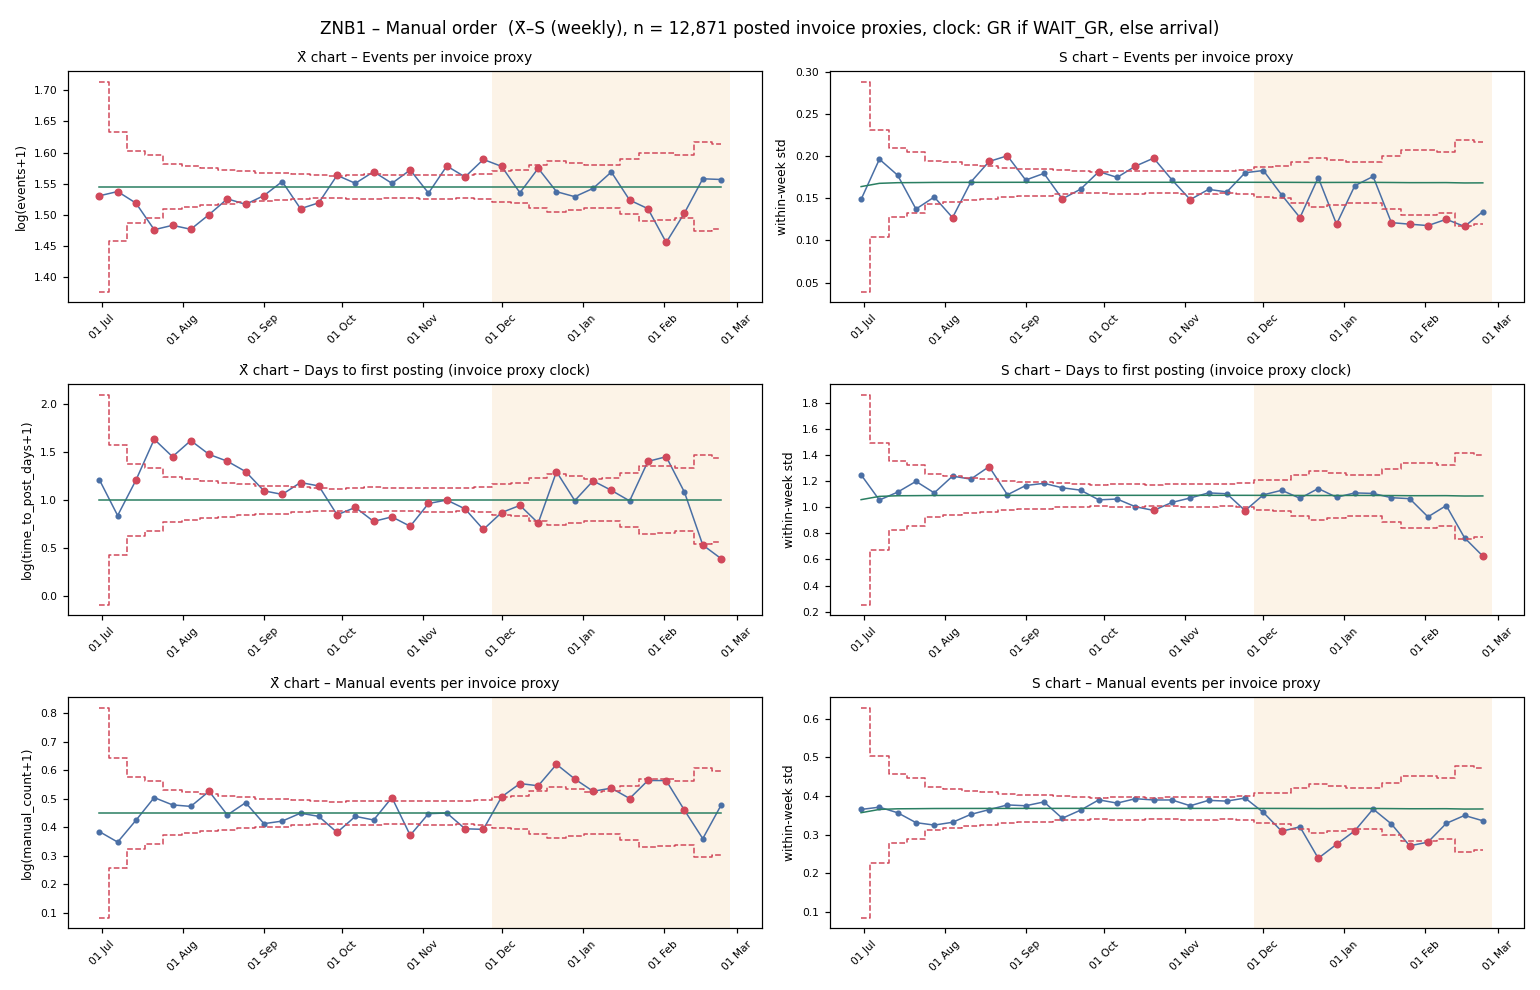 ZNB1 – Manual order  (X̄–S (weekly), n = 12,871 posted invoice proxies, clock: GR if WAIT_GR, else arrival)
X̄ chart – Events per invoice proxy
log(events+1)
1.70
1.65
1.60
1.55
1.50
1.45
1.40
01 Jul
01 Aug
01 Sep
01 Oct
01 Nov
01 Dec
01 Jan
01 Feb
01 Mar
S chart – Events per invoice proxy
within-week std
0.30
0.25
0.20
0.15
0.10
0.05
01 Jul
01 Aug
01 Sep
01 Oct
01 Nov
01 Dec
01 Jan
01 Feb
01 Mar
X̄ chart – Days to first posting (invoice proxy clock)
log(time_to_post_days+1)
2.0
1.5
1.0
0.5
0.0
01 Jul
01 Aug
01 Sep
01 Oct
01 Nov
01 Dec
01 Jan
01 Feb
01 Mar
S chart – Days to first posting (invoice proxy clock)
within-week std
1.8
1.6
1.4
1.2
1.0
0.8
0.6
0.4
0.2
01 Jul
01 Aug
01 Sep
01 Oct
01 Nov
01 Dec
01 Jan
01 Feb
01 Mar
X̄ chart – Manual events per invoice proxy
log(manual_count+1)
0.8
0.7
0.6
0.5
0.4
0.3
0.2
0.1
01 Jul
01 Aug
01 Sep
01 Oct
01 Nov
01 Dec
01 Jan
01 Feb
01 Mar
S chart – Manual events per invoice proxy
within-week std
0.6
0.5
0.4
0.3
0.2
0.1
01 Jul
01 Aug
01 Sep
01 Oct
01 Nov
01 Dec
01 Jan
01 Feb
01 Mar